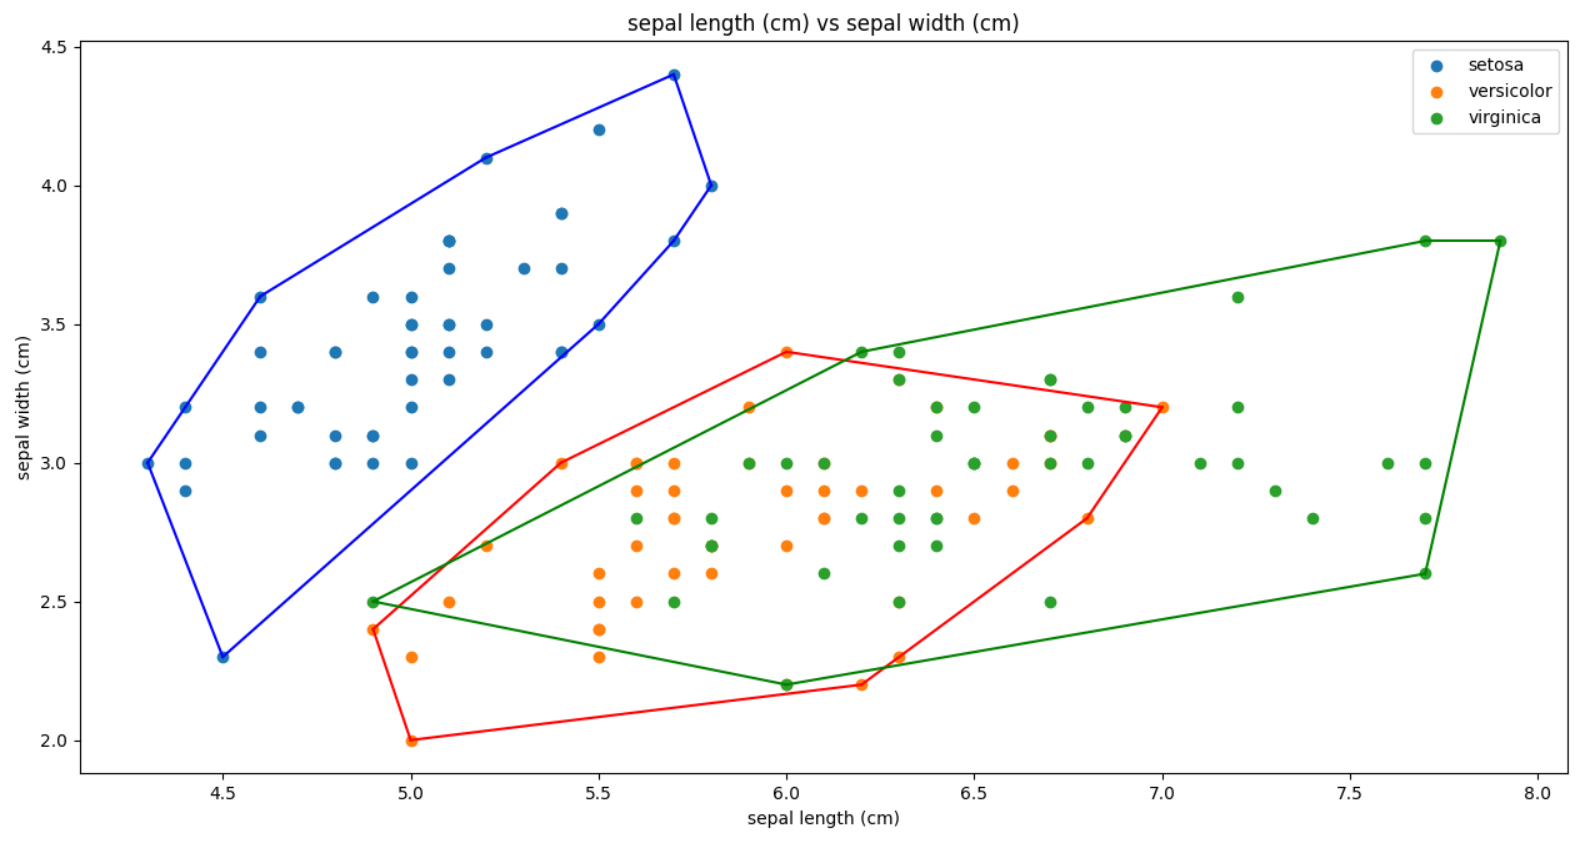 sepal length (cm) vs sepal width (cm)
setosa
versicolor
virginica
sepal width (cm)
4.5
4.0
3.5
3.0
2.5
2.0
4.5 5.0 5.5 6.0 6.5 7.0 7.5 8.0
sepal length (cm)